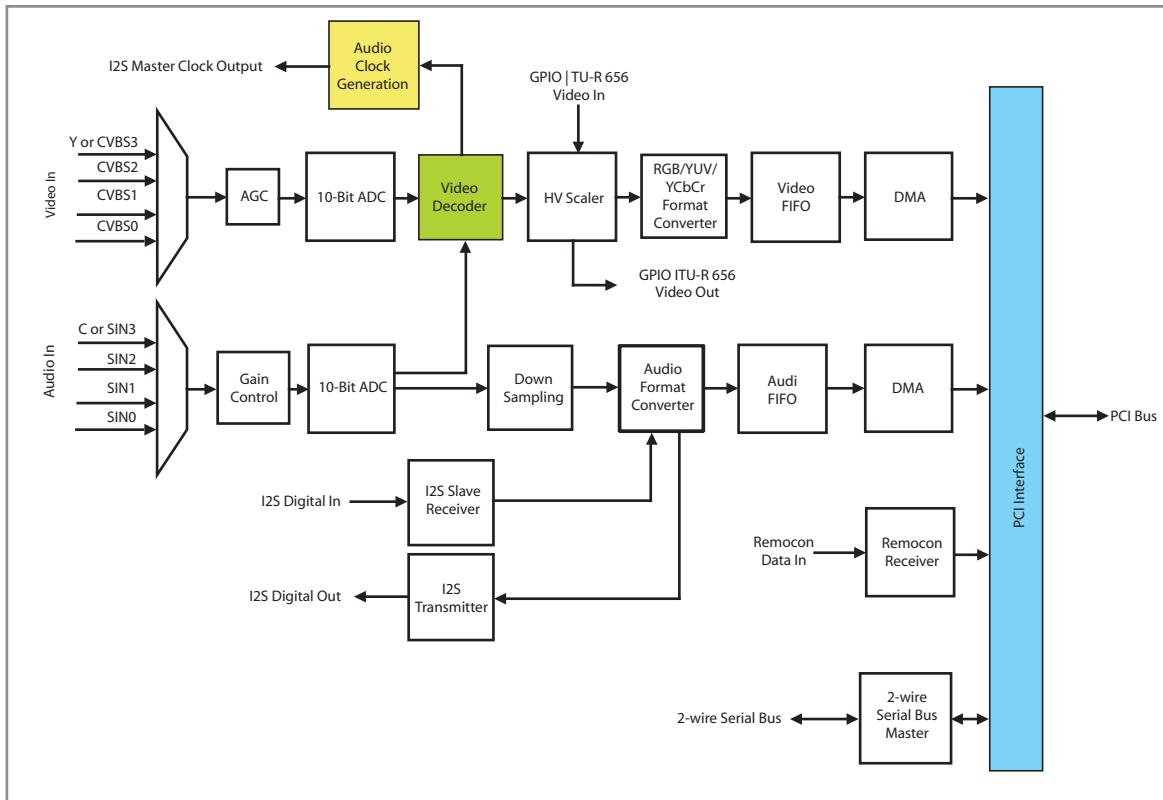 I2S Master Clock Output
Audio
Clock
Generation
GPIO | TU-R 656
Video In
Video In
Y or CVBS3
CVBS2
CVBS1
CVBS0
AGC
10-Bit ADC
Video
Decoder
HV Scaler
RGB/YUV/
YCbCr
Format
Converter
Video
FIFO
DMA
GPIO ITU-R 656
Video Out
Audio In
C or SIN3
SIN2
SIN1
SIN0
Gain
Control
10-Bit ADC
Down
Sampling
Audio
Format
Converter
Audi
FIFO
DMA
PCI Interface
PCI Bus
I2S Digital In
I2S Slave
Receiver
Remocon
Data In
Remocon
Receiver
I2S Digital Out
I2S
Transmitter
2-wire Serial Bus
2-wire
Serial Bus
Master